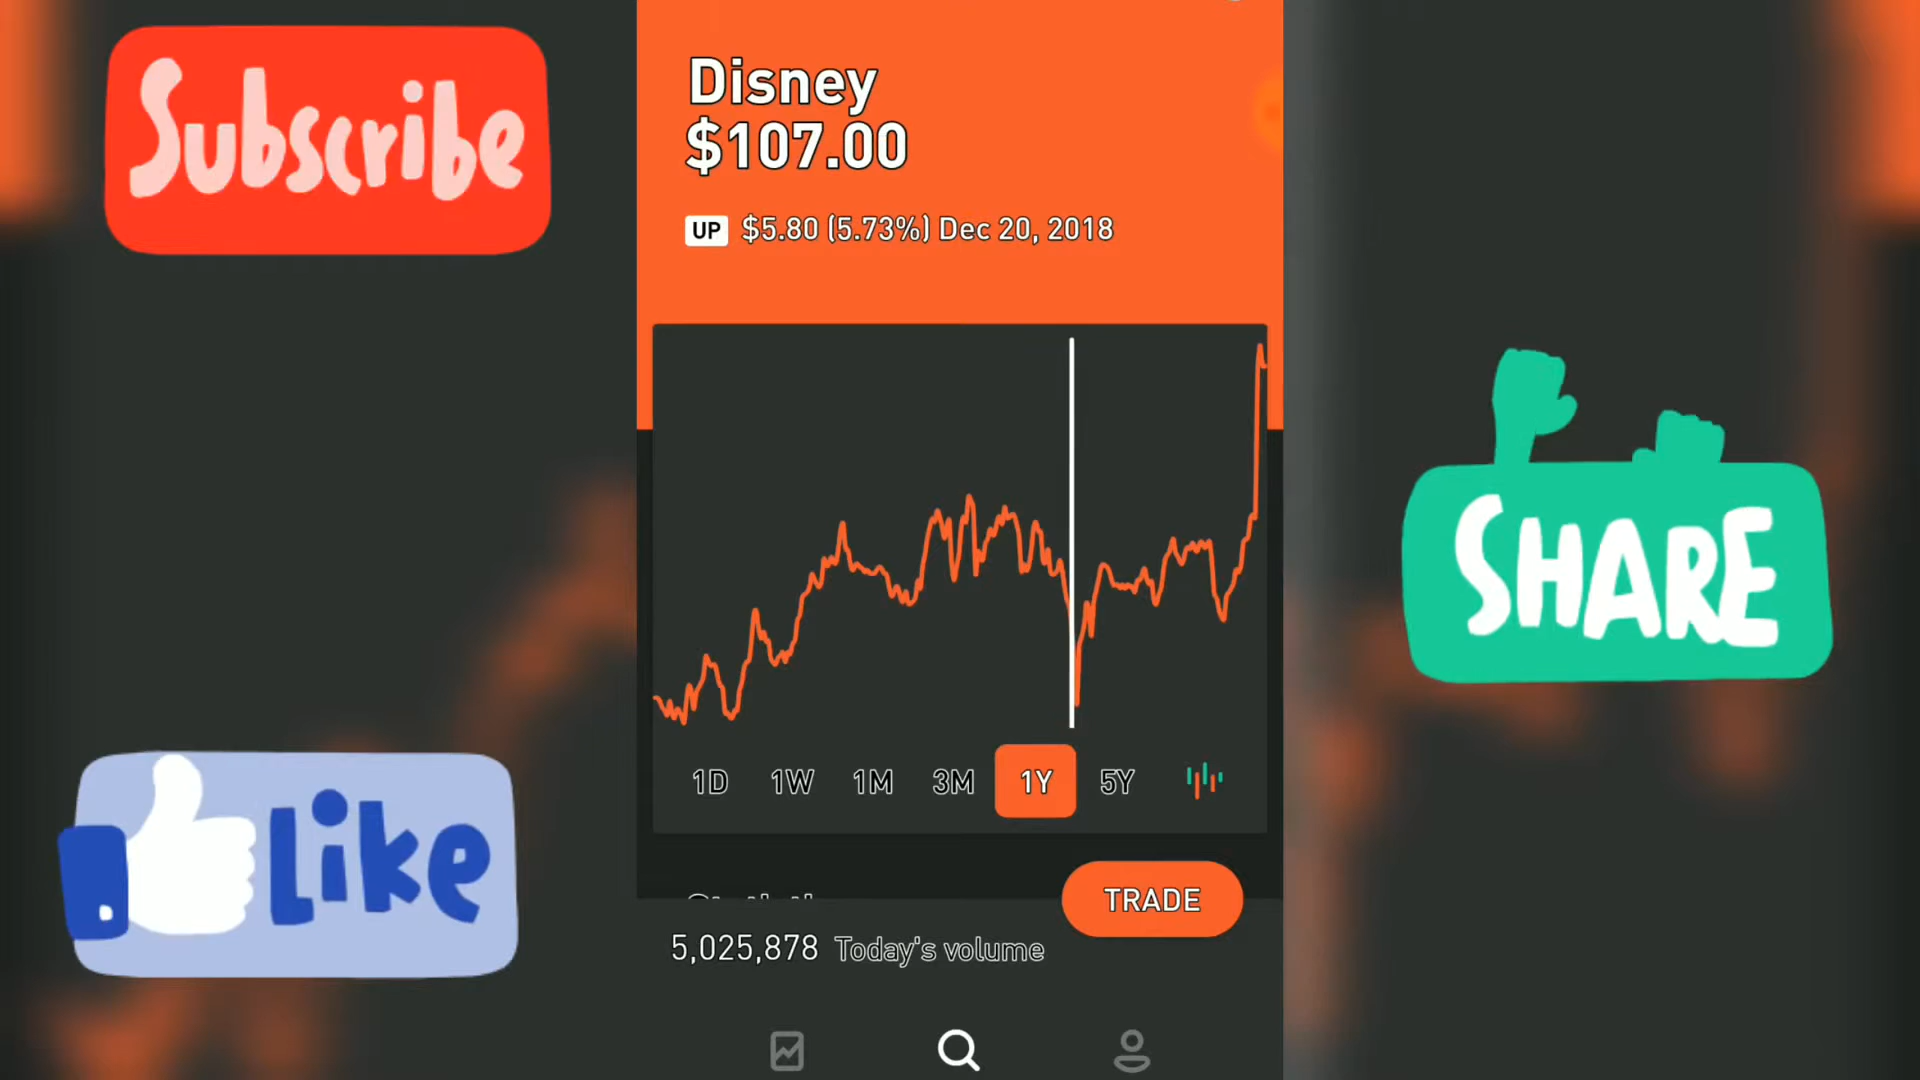 Subscribe
Disney
$107.00
UP $5.80 (5.73%) Dec 20, 2018
SHARE
1D 1W 1M 3M 1Y 5Y
Like
TRADE
5,025,878 Today's volume